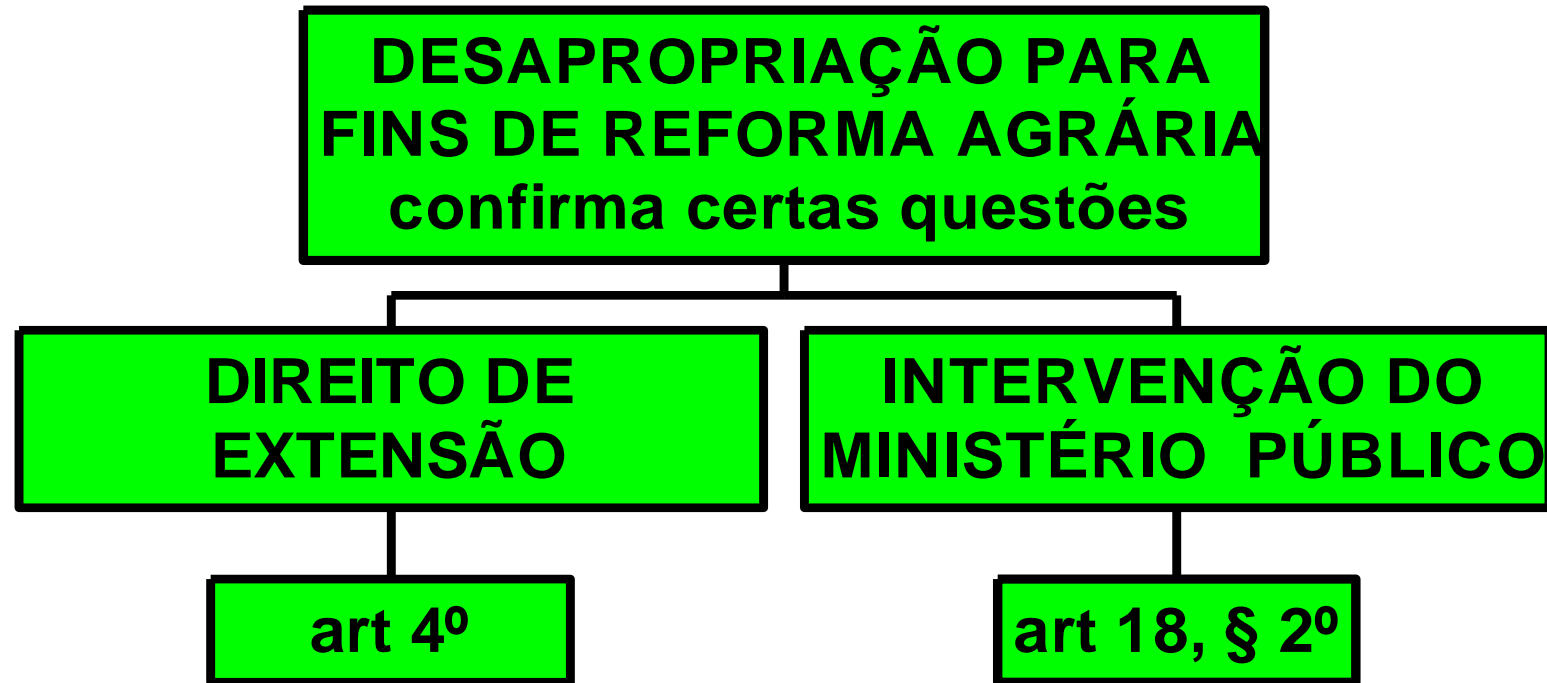 DESAPROPRIAÇÃO PARA
FINS DE REFORMA AGRÁRIA
confirma certas questões
DIREITO DE
EXTENSÃO
INTERVENÇÃO DO
MINISTÉRIO PÚBLICO
art 4º
art 18, § 2º